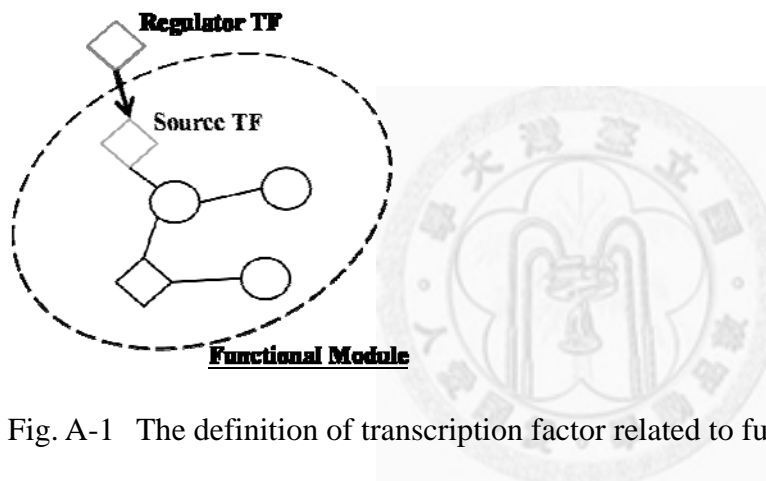 Regulator TF
Source TF
Functional Module
Fig. A-1 The definition of transcription factor related to fu